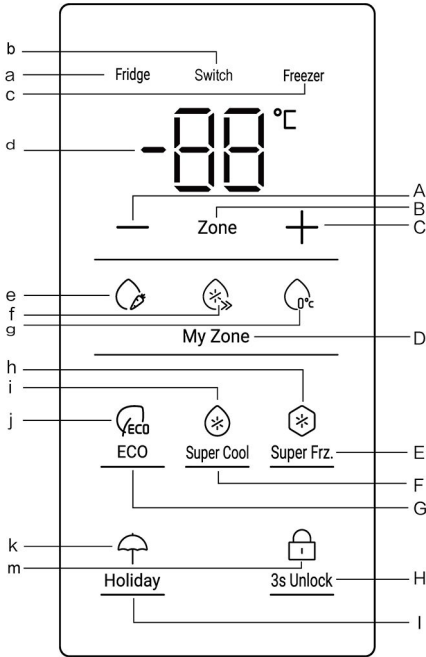 b
a Fridge Switch Freezer
c
d -88 °C
A
B
Zone
C
e
f
g 0°c
My Zone D
h
i
j ECO
ECO Super Cool Super Frz. E
F
G
k
m
Holiday 3s Unlock H
I